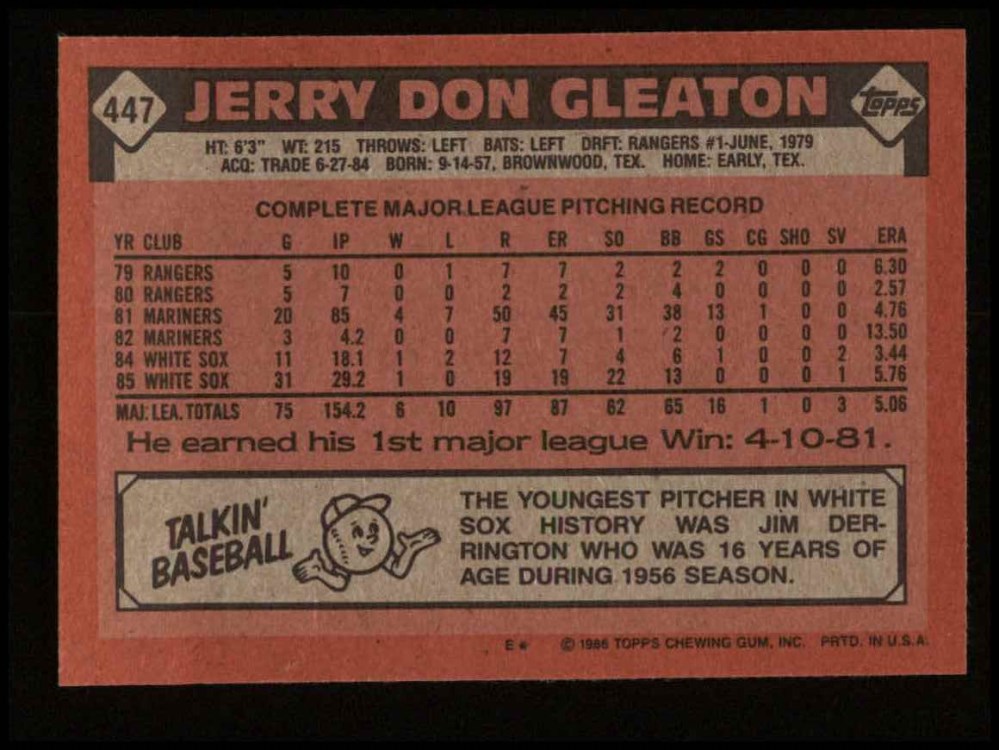 447 JERRY DON GLEATON Topps
HT: 6'3" WT: 215 THROWS: LEFT BATS: LEFT DRFT: RANGERS #1-JUNE, 1979
ACQ: TRADE 6-27-84 BORN: 9-14-57, BROWNWOOD, TEX. HOME: EARLY, TEX.
COMPLETE MAJOR LEAGUE PITCHING RECORD
YR CLUB G IP W L R ER SO BB GS CG SHO SV ERA
79 RANGERS 5 10 0 1 7 7 2 2 2 0 0 0 6.30
80 RANGERS 5 7 0 0 2 2 2 4 0 0 0 0 2.57
81 MARINERS 20 85 4 7 50 45 31 38 13 1 0 0 4.76
82 MARINERS 3 4.2 0 0 7 7 1 2 0 0 0 0 13.50
84 WHITE SOX 11 18.1 1 2 12 7 4 6 1 0 0 2 3.44
85 WHITE SOX 31 29.2 1 0 19 19 22 13 0 0 0 1 5.76
MAJ. LEA. TOTALS 75 154.2 6 10 97 87 62 65 16 1 0 3 5.06
He earned his 1st major league Win: 4-10-81.
TALKIN'
BASEBALL
THE YOUNGEST PITCHER IN WHITE
SOX HISTORY WAS JIM DER-
RINGTON WHO WAS 16 YEARS OF
AGE DURING 1956 SEASON.
E* © 1986 TOPPS CHEWING GUM, INC. PRTD. IN U.S.A.